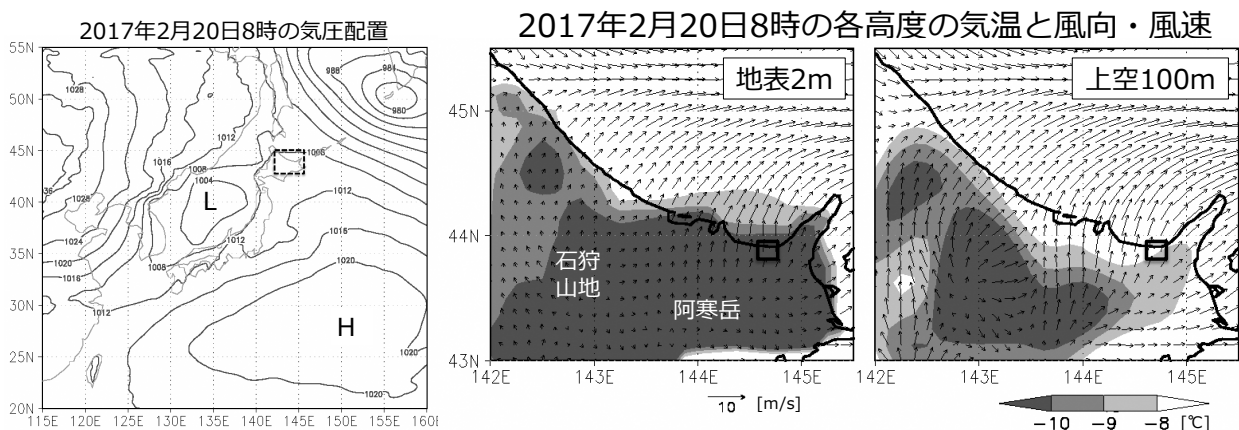 2017年2月20日8時の気圧配置
55N
50N
45N
40N
35N
30N
25N
20N
115E 120E 125E 130E 135E 140E 145E 150E 155E 160E
1028
1012
1016
1008
1004
L
1028
1024
1020
1016
1012
1008
1012
988
980
1012
1016
1020
H
1020
1020
2017年2月20日8時の各高度の気温と風向・風速
地表2m
45N
44N
43N
142E 143E 144E 145E
石狩
山地
阿寒岳
10 [m/s]
上空100m
142E 143E 144E 145E
−10 −9 −8 [℃]